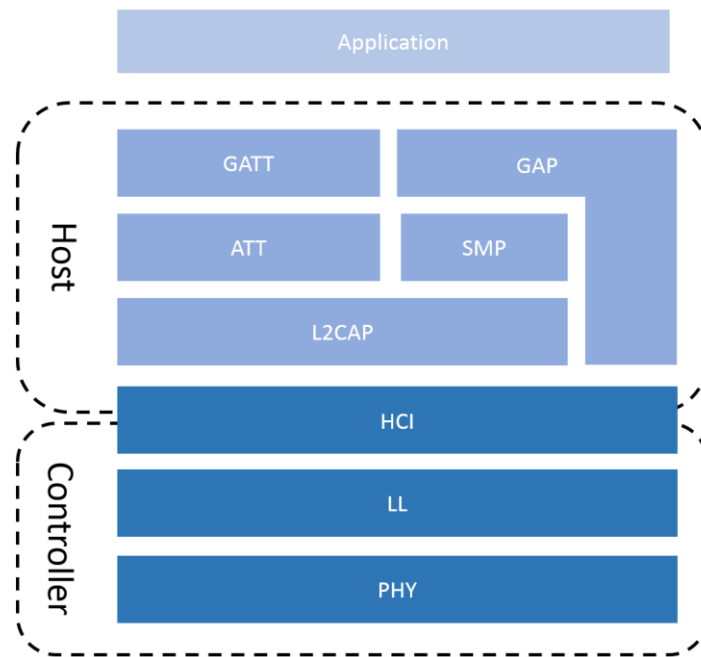 Application
Host
GATT
GAP
ATT
SMP
L2CAP
HCI
Controller
LL
PHY